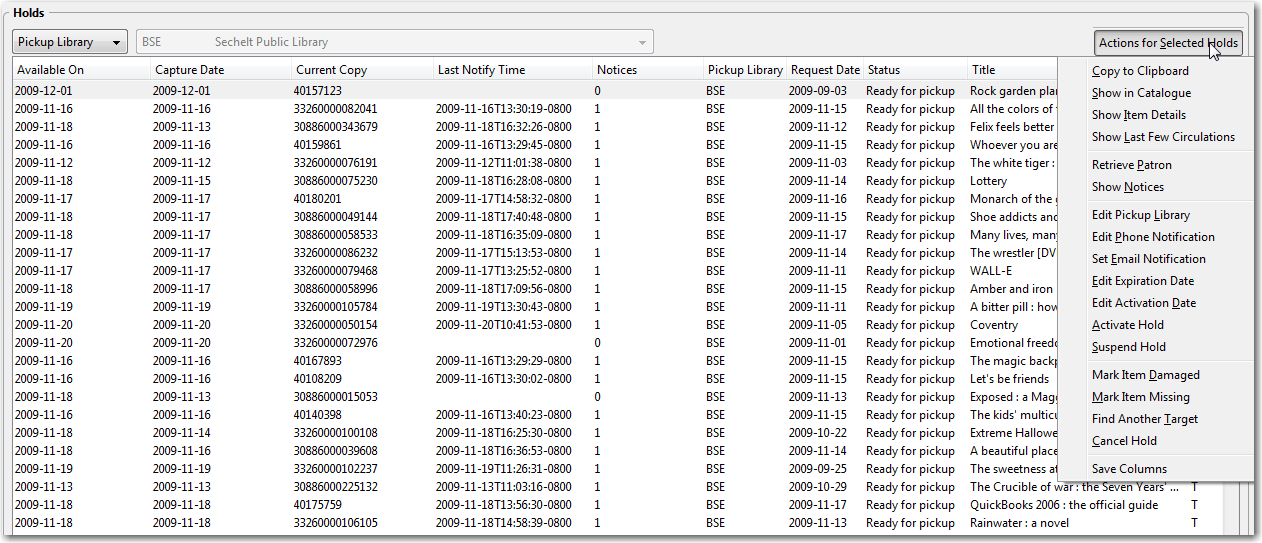 Holds
Pickup Library BSE Sechelt Public Library Actions for Selected Holds
Available On Capture Date Current Copy Last Notify Time Notices Pickup Library Request Date Status Title
2009-12-01 2009-12-01 40157123 0 BSE 2009-09-03 Ready for pickup Rock garden plan
2009-11-16 2009-11-16 33260000082041 2009-11-16T13:30:19-0800 1 BSE 2009-11-15 Ready for pickup All the colors of
2009-11-18 2009-11-13 30886000343679 2009-11-18T16:32:26-0800 1 BSE 2009-11-12 Ready for pickup Felix feels better
2009-11-16 2009-11-16 40159861 2009-11-16T13:29:45-0800 1 BSE 2009-11-15 Ready for pickup Whoever you are
2009-11-12 2009-11-12 33260000076191 2009-11-12T11:01:38-0800 1 BSE 2009-11-03 Ready for pickup The white tiger :
2009-11-18 2009-11-15 30886000075230 2009-11-18T16:28:08-0800 1 BSE 2009-11-14 Ready for pickup Lottery
2009-11-17 2009-11-17 40180201 2009-11-17T14:58:32-0800 1 BSE 2009-11-16 Ready for pickup Monarch of the g
2009-11-18 2009-11-17 30886000049144 2009-11-18T17:40:48-0800 1 BSE 2009-11-14 Ready for pickup Shoe addicts and
2009-11-18 2009-11-17 30886000058533 2009-11-18T16:35:09-0800 1 BSE 2009-11-17 Ready for pickup Many lives, many
2009-11-17 2009-11-17 33260000086232 2009-11-17T15:13:53-0800 1 BSE 2009-11-14 Ready for pickup The wrestler [DV
2009-11-17 2009-11-17 33260000079468 2009-11-17T13:25:52-0800 1 BSE 2009-11-11 Ready for pickup WALL-E
2009-11-18 2009-11-17 30886000058996 2009-11-18T17:09:56-0800 1 BSE 2009-11-15 Ready for pickup Amber and iron
2009-11-19 2009-11-19 33260000105784 2009-11-19T13:30:43-0800 1 BSE 2009-11-11 Ready for pickup A bitter pill : how
2009-11-20 2009-11-20 33260000050154 2009-11-20T10:41:53-0800 1 BSE 2009-11-05 Ready for pickup Coventry
2009-11-20 2009-11-20 33260000072976 0 BSE 2009-11-01 Ready for pickup Emotional freedo
2009-11-16 2009-11-16 40167893 2009-11-16T13:29:29-0800 1 BSE 2009-11-15 Ready for pickup The magic backp
2009-11-16 2009-11-16 40108209 2009-11-16T13:30:02-0800 1 BSE 2009-11-15 Ready for pickup Let's be friends
2009-11-18 2009-11-13 30886000015053 0 BSE 2009-11-13 Ready for pickup Exposed : a Magg
2009-11-16 2009-11-16 40140398 2009-11-16T13:40:23-0800 1 BSE 2009-11-15 Ready for pickup The kids' multicu
2009-11-18 2009-11-14 33260000100108 2009-11-18T16:25:30-0800 1 BSE 2009-10-22 Ready for pickup Extreme Hallowe
2009-11-18 2009-11-18 33260000039608 2009-11-18T16:36:53-0800 1 BSE 2009-11-14 Ready for pickup A beautiful place
2009-11-19 2009-11-19 33260000102237 2009-11-19T11:26:31-0800 1 BSE 2009-09-25 Ready for pickup The sweetness at
2009-11-13 2009-11-13 30886000225132 2009-11-13T11:03:16-0800 1 BSE 2009-10-29 Ready for pickup The Crucible of war : the Seven Years' ... T
2009-11-18 2009-11-18 40175759 2009-11-18T16:30:57-0800 1 BSE 2009-11-17 Ready for pickup QuickBooks 2006 : the official guide T
2009-11-18 2009-11-18 33260000106105 2009-11-18T14:58:39-0800 1 BSE 2009-11-13 Ready for pickup Rainwater : a novel T
Copy to Clipboard
Show in Catalogue
Show Item Details
Show Last Few Circulations
Retrieve Patron
Show Notices
Edit Pickup Library
Edit Phone Notification
Set Email Notification
Edit Expiration Date
Edit Activation Date
Activate Hold
Suspend Hold
Mark Item Damaged
Mark Item Missing
Find Another Target
Cancel Hold
Save Columns